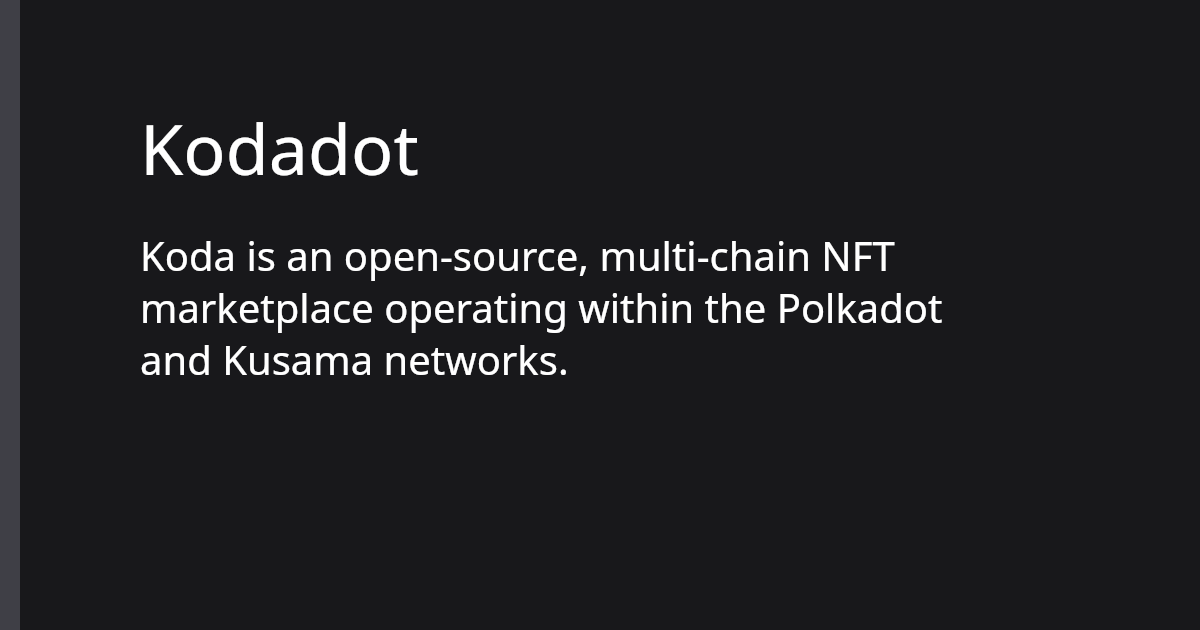 Kodadot
Koda is an open-source, multi-chain NFT
marketplace operating within the Polkadot
and Kusama networks.